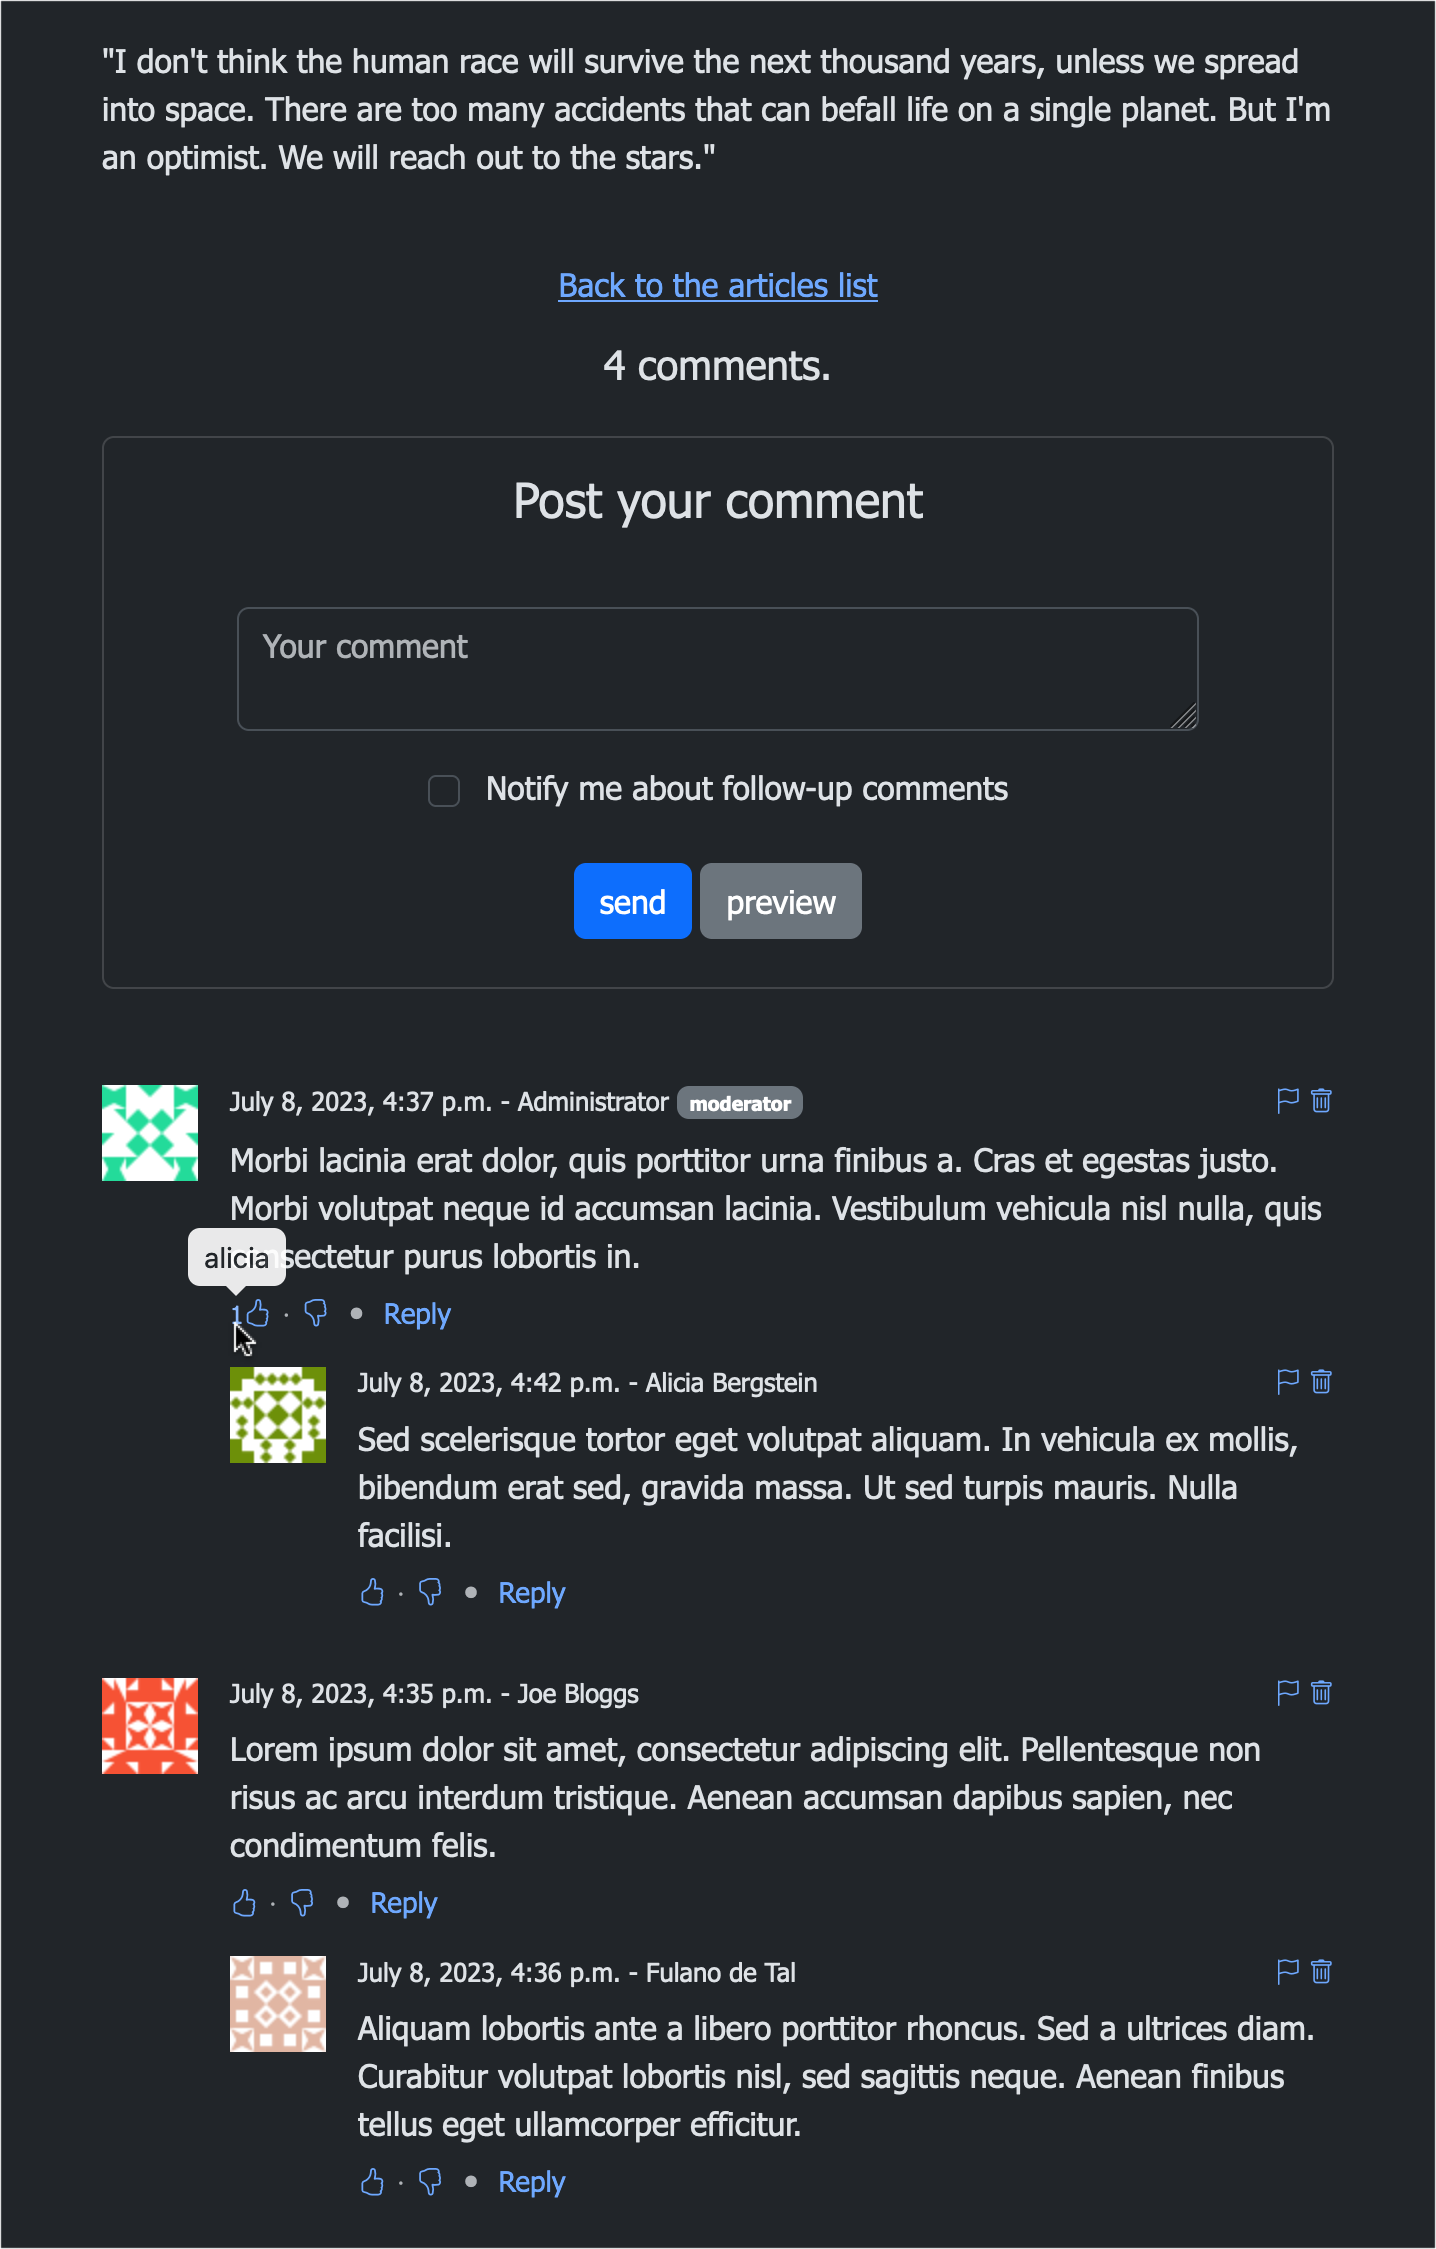 "I don't think the human race will survive the next thousand years, unless we spread
into space. There are too many accidents that can befall life on a single planet. But I'm
an optimist. We will reach out to the stars."
Back to the articles list
4 comments.
Post your comment
Your comment
Notify me about follow-up comments
send preview
July 8, 2023, 4:37 p.m. - Administrator moderator
Morbi lacinia erat dolor, quis porttitor urna finibus a. Cras et egestas justo.
Morbi volutpat neque id accumsan lacinia. Vestibulum vehicula nisl nulla, quis
alicia
sectetur purus lobortis in.
1 · • Reply
July 8, 2023, 4:42 p.m. - Alicia Bergstein
Sed scelerisque tortor eget volutpat aliquam. In vehicula ex mollis,
bibendum erat sed, gravida massa. Ut sed turpis mauris. Nulla
facilisi.
· • Reply
July 8, 2023, 4:35 p.m. - Joe Bloggs
Lorem ipsum dolor sit amet, consectetur adipiscing elit. Pellentesque non
risus ac arcu interdum tristique. Aenean accumsan dapibus sapien, nec
condimentum felis.
· • Reply
July 8, 2023, 4:36 p.m. - Fulano de Tal
Aliquam lobortis ante a libero porttitor rhoncus. Sed a ultrices diam.
Curabitur volutpat lobortis nisl, sed sagittis neque. Aenean finibus
tellus eget ullamcorper efficitur.
· • Reply